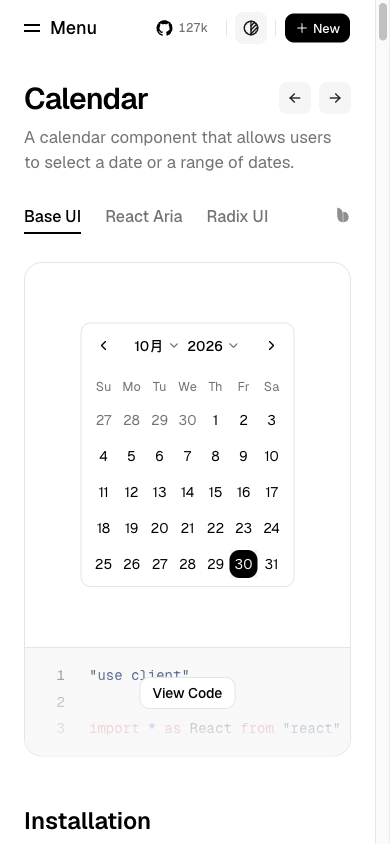 Menu 127k New
Calendar
A calendar component that allows users
to select a date or a range of dates.
Base UI React Aria Radix UI
10月 2026
Su Mo Tu We Th Fr Sa
27 28 29 30 1 2 3
4 5 6 7 8 9 10
11 12 13 14 15 16 17
18 19 20 21 22 23 24
25 26 27 28 29 30 31
1 "use client"
View Code
2
3 import * as React from "react"
Installation